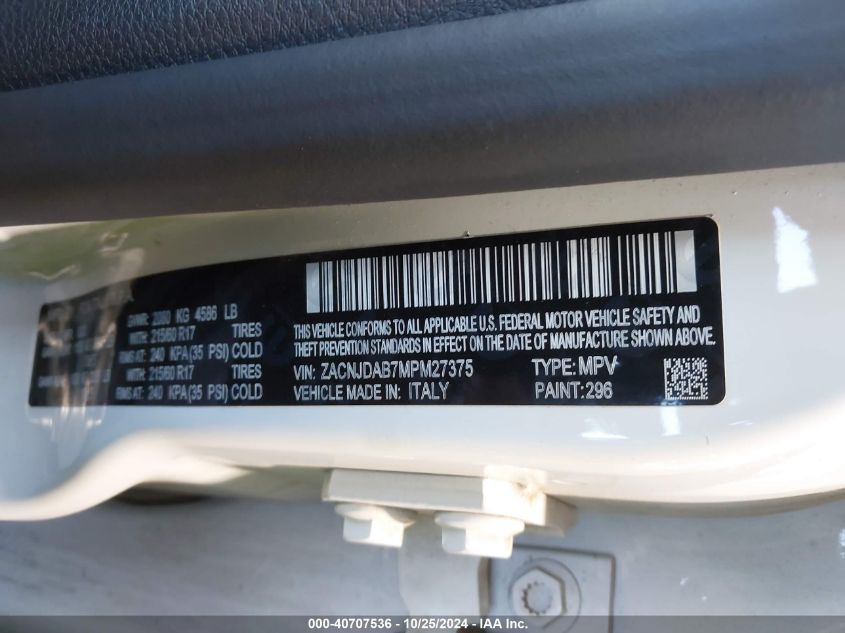 GVWR: 2080 KG 4586 LB
WITH: 215/60 R17 TIRES
RIMS AT: 240 KPA(35 PSI) COLD
WITH: 215/60 R17 TIRES
RIMS AT: 240 KPA(35 PSI) COLD
THIS VEHICLE CONFORMS TO ALL APPLICABLE U.S. FEDERAL MOTOR VEHICLE SAFETY AND
THEFT PREVENTION STANDARDS IN EFFECT ON THE DATE OF MANUFACTURE SHOWN ABOVE.
VIN: ZACNJDAB7MPM27375 TYPE: MPV
VEHICLE MADE IN: ITALY PAINT: 296
000-40707536 - 10/25/2024 - IAA Inc.